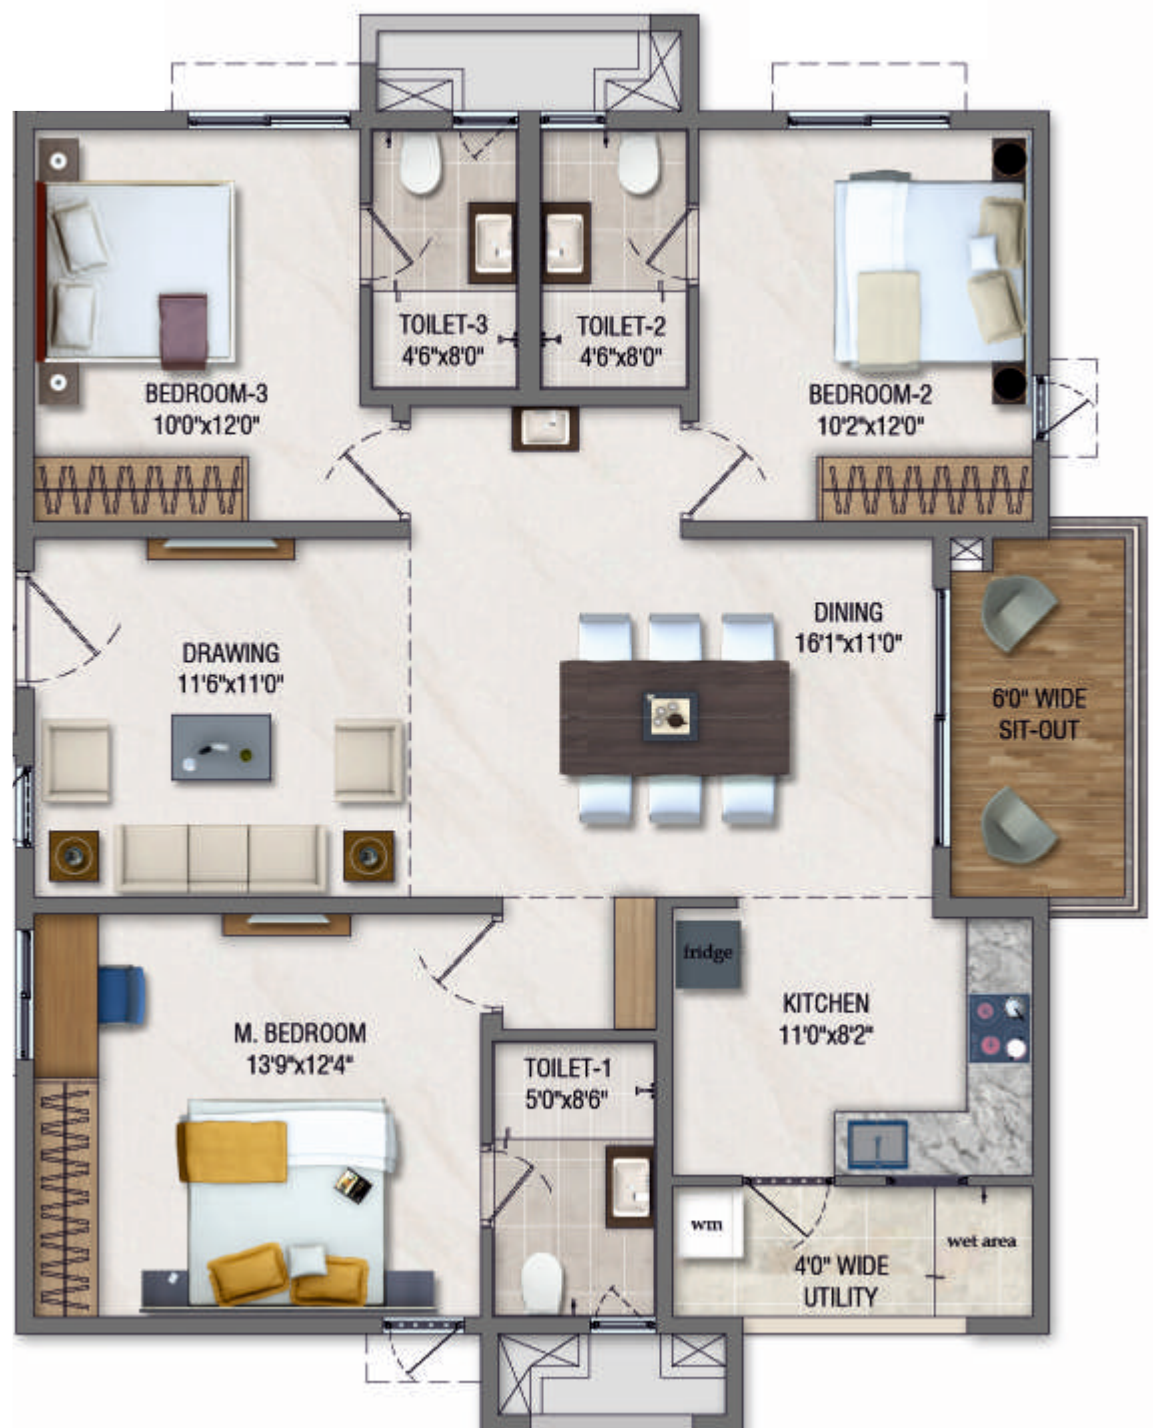 TOILET-3
4'6"x8'0"
TOILET-2
4'6"x8'0"
BEDROOM-3
10'0"x12'0"
BEDROOM-2
10'2"x12'0"
DINING
16'1"x11'0"
DRAWING
11'6"x11'0"
6'0" WIDE
SIT-OUT
fridge
KITCHEN
11'0"x8'2"
M. BEDROOM
13'9"x12'4"
TOILET-1
5'0"x8'6"
wm
wet area
4'0" WIDE
UTILITY